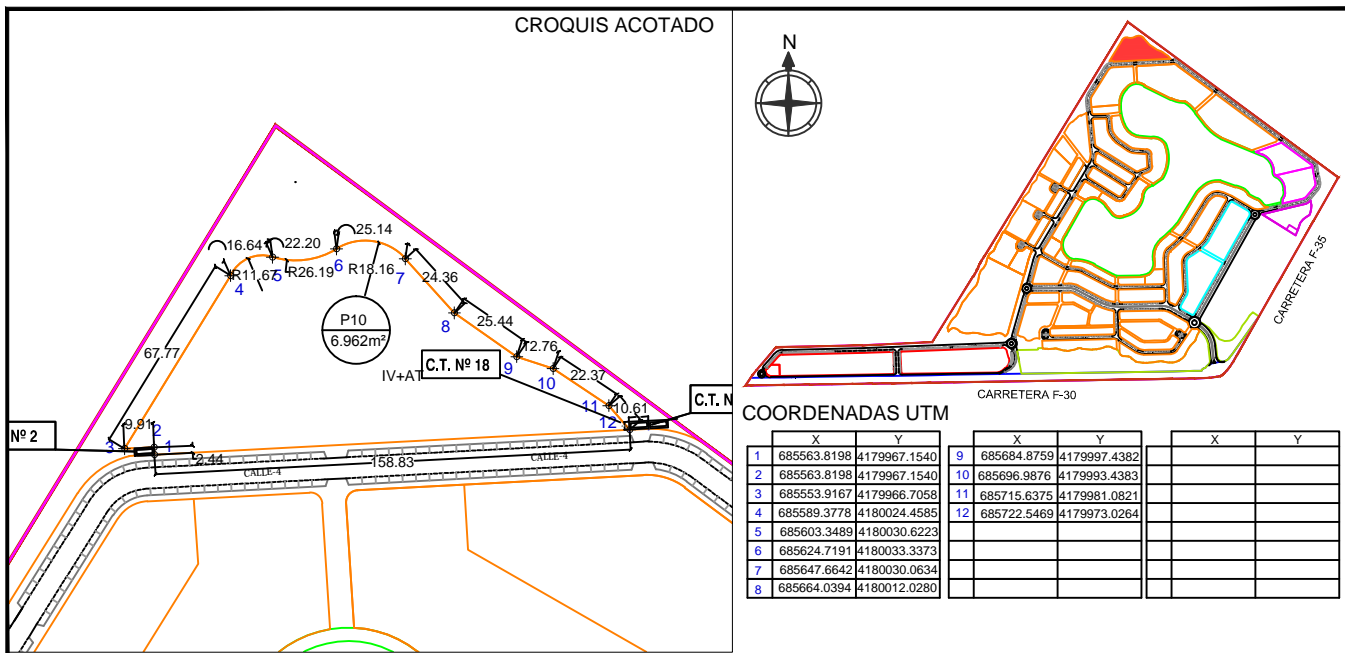 CROQUIS ACOTADO
N
16.64
22.20
25.14
4
R11.67
5
R26.19
6
R18.16
7
24.36
8
25.44
P10
6.962m²
67.77
12.76
C.T. Nº 18
IV+AT
9
10
22.37
11
10.61
12
C.T. N
Nº 2
9.91
3
2
1
2.44
CALLE-4
158.83
CALLE-4
CARRETERA F-35
CARRETERA F-30
COORDENADAS UTM
X Y X Y X Y
1 685563.8198 4179967.1540 9 685684.8759 4179997.4382
2 685563.8198 4179967.1540 10 685696.9876 4179993.4383
3 685553.9167 4179966.7058 11 685715.6375 4179981.0821
4 685589.3778 4180024.4585 12 685722.5469 4179973.0264
5 685603.3489 4180030.6223
6 685624.7191 4180033.3373
7 685647.6642 4180030.0634
8 685664.0394 4180012.0280